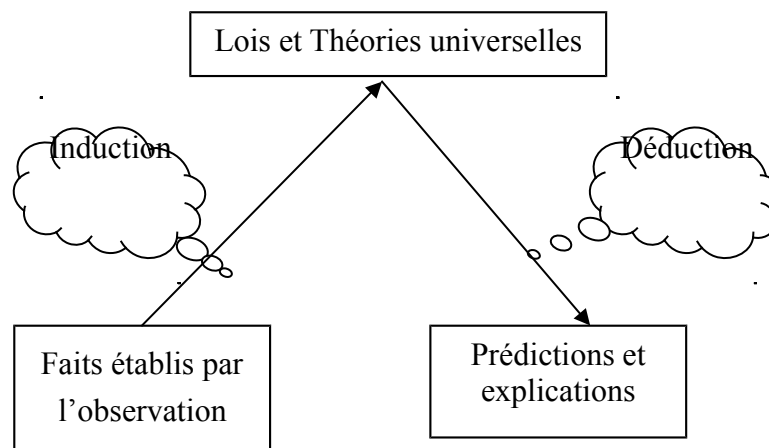 Lois et Théories universelles
Induction
Déduction
Faits établis par
l’observation
Prédictions et
explications